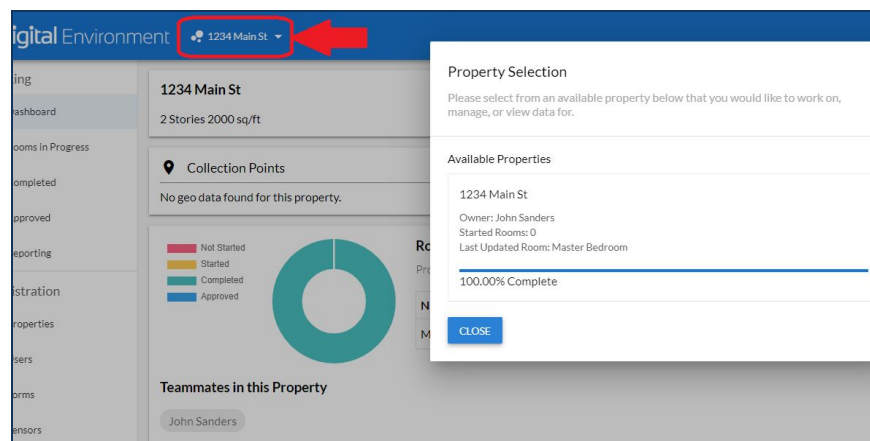 igital Environment
1234 Main St
ing
ashboard
ooms in Progress
ompleted
pproved
eporting
istration
roperties
sers
orms
ensors
1234 Main St
2 Stories 2000 sq/ft
Collection Points
No geo data found for this property.
Not Started
Started
Completed
Approved
Ro
Pro
N
M
Teammates in this Property
John Sanders
Property Selection
Please select from an available property below that you would like to work on,
manage, or view data for.
Available Properties
1234 Main St
Owner: John Sanders
Started Rooms: 0
Last Updated Room: Master Bedroom
100.00% Complete
CLOSE